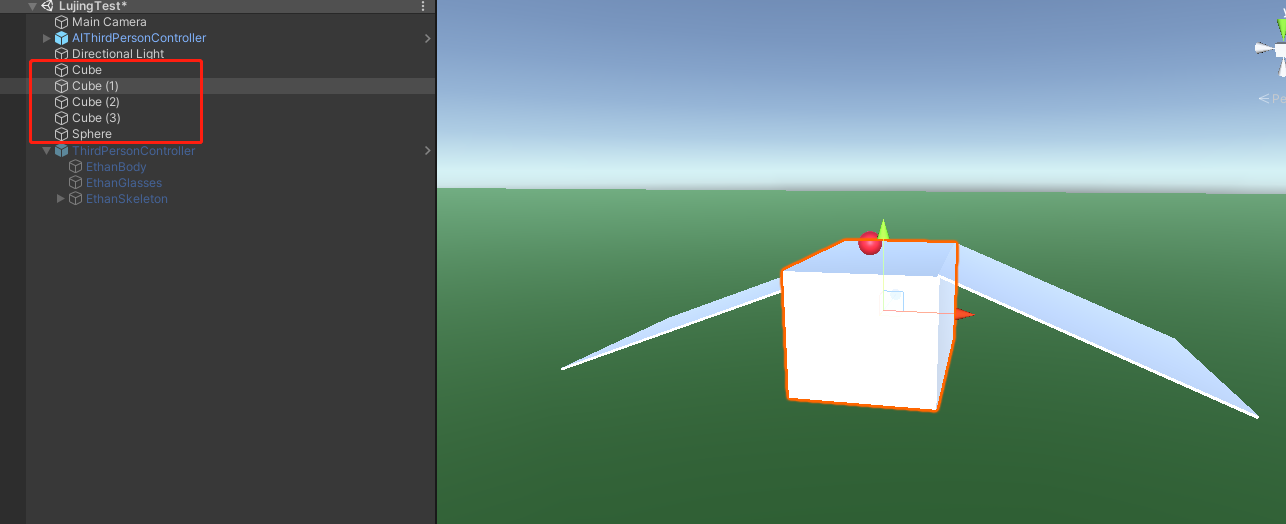 LujingTest*
Main Camera
AIThirdPersonController
Directional Light
Cube
Cube (1)
Cube (2)
Cube (3)
Sphere
ThirdPersonController
EthanBody
EthanGlasses
EthanSkeleton
y
Pe